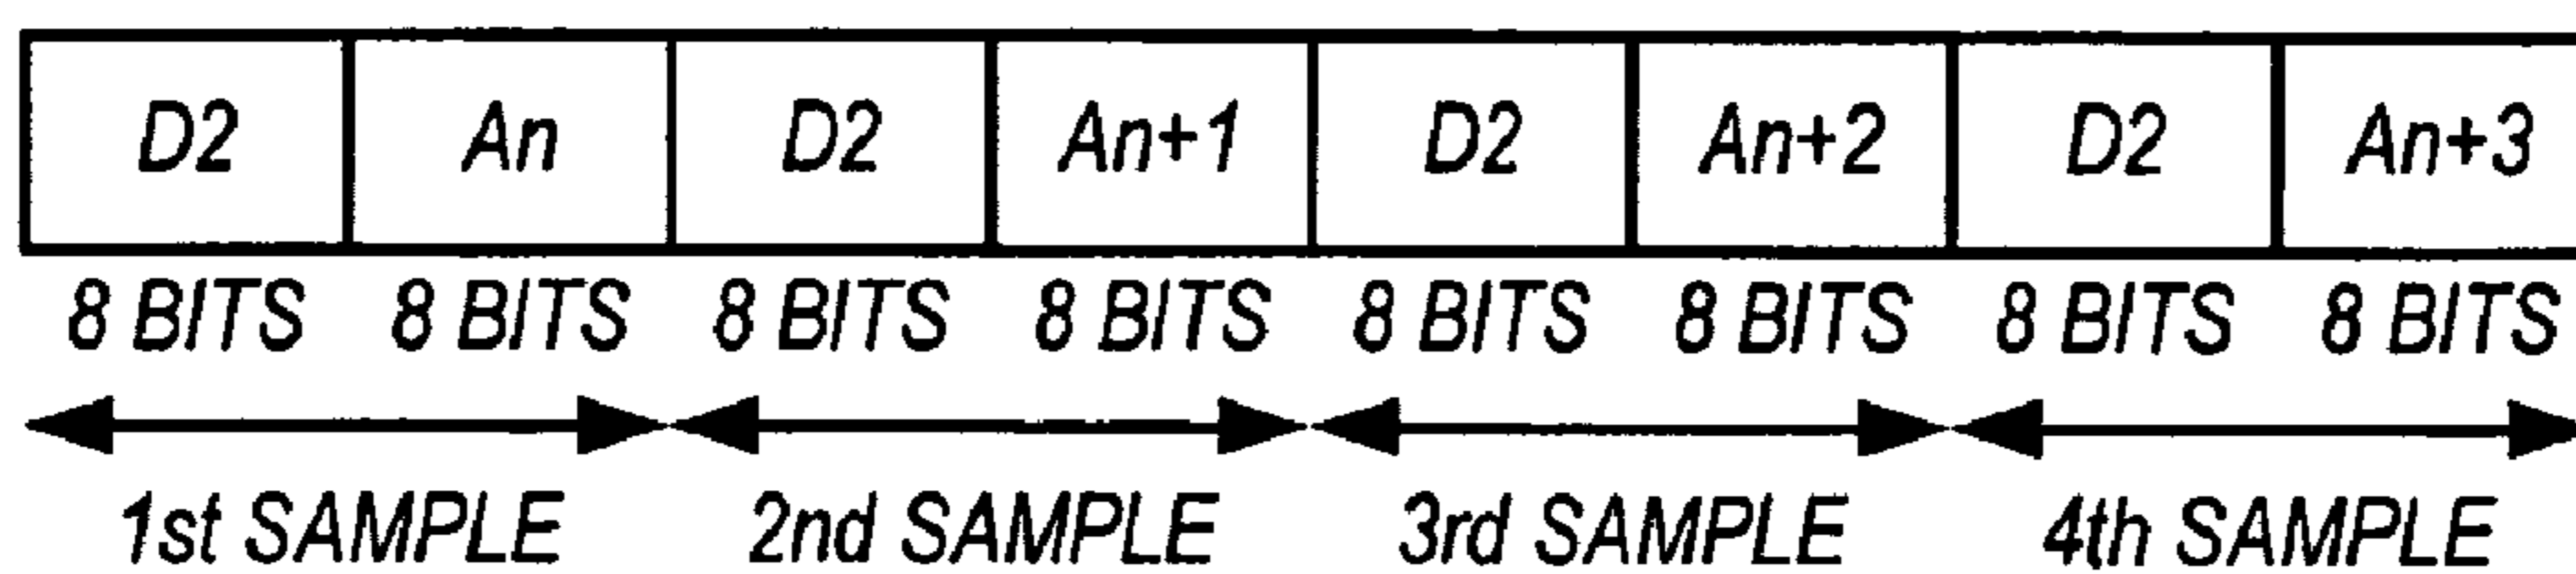 D2 An D2 An+1 D2 An+2 D2 An+3
8 BITS 8 BITS 8 BITS 8 BITS 8 BITS 8 BITS 8 BITS 8 BITS
1st SAMPLE 2nd SAMPLE 3rd SAMPLE 4th SAMPLE